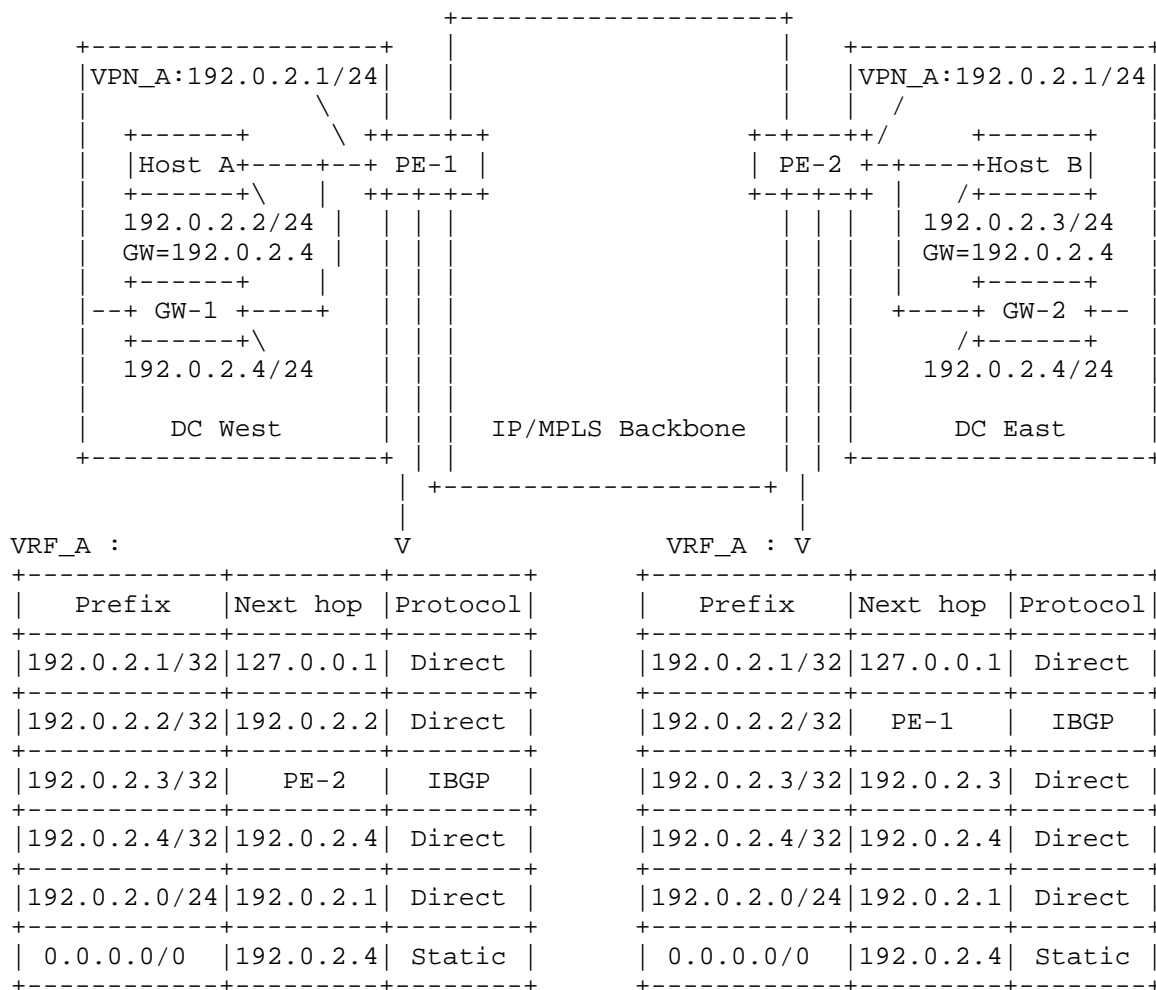 VPN_A:192.0.2.1/24 VPN_A:192.0.2.1/24
Host A PE-1 PE-2 Host B
192.0.2.2/24 192.0.2.3/24
GW=192.0.2.4 GW=192.0.2.4
GW-1 GW-2
192.0.2.4/24 192.0.2.4/24
DC West IP/MPLS Backbone DC East
VRF_A : V VRF_A : V
Prefix Next hop Protocol Prefix Next hop Protocol
192.0.2.1/32 127.0.0.1 Direct 192.0.2.1/32 127.0.0.1 Direct
192.0.2.2/32 192.0.2.2 Direct 192.0.2.2/32 PE-1 IBGP
192.0.2.3/32 PE-2 IBGP 192.0.2.3/32 192.0.2.3 Direct
192.0.2.4/32 192.0.2.4 Direct 192.0.2.4/32 192.0.2.4 Direct
192.0.2.0/24 192.0.2.1 Direct 192.0.2.0/24 192.0.2.1 Direct
0.0.0.0/0 192.0.2.4 Static 0.0.0.0/0 192.0.2.4 Static